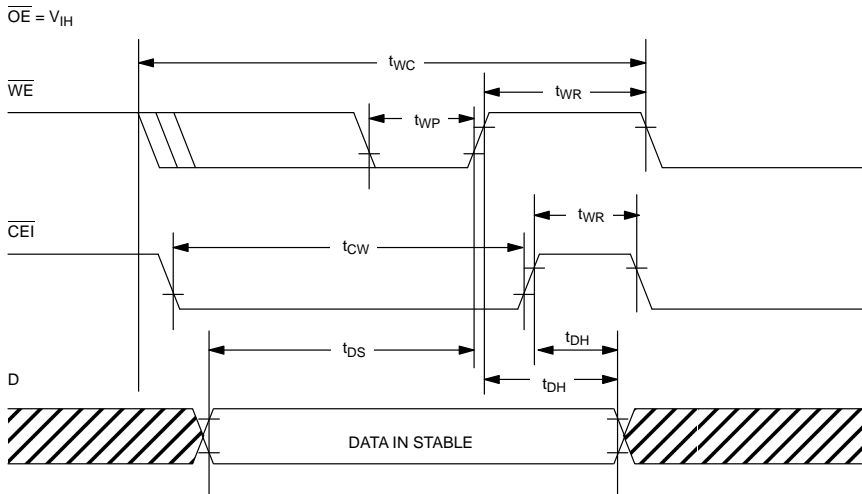 OE = VIH
tWC
WE
tWR
tWP
CEI
tWR
tCW
tDH
tDS
D
tDH
DATA IN STABLE